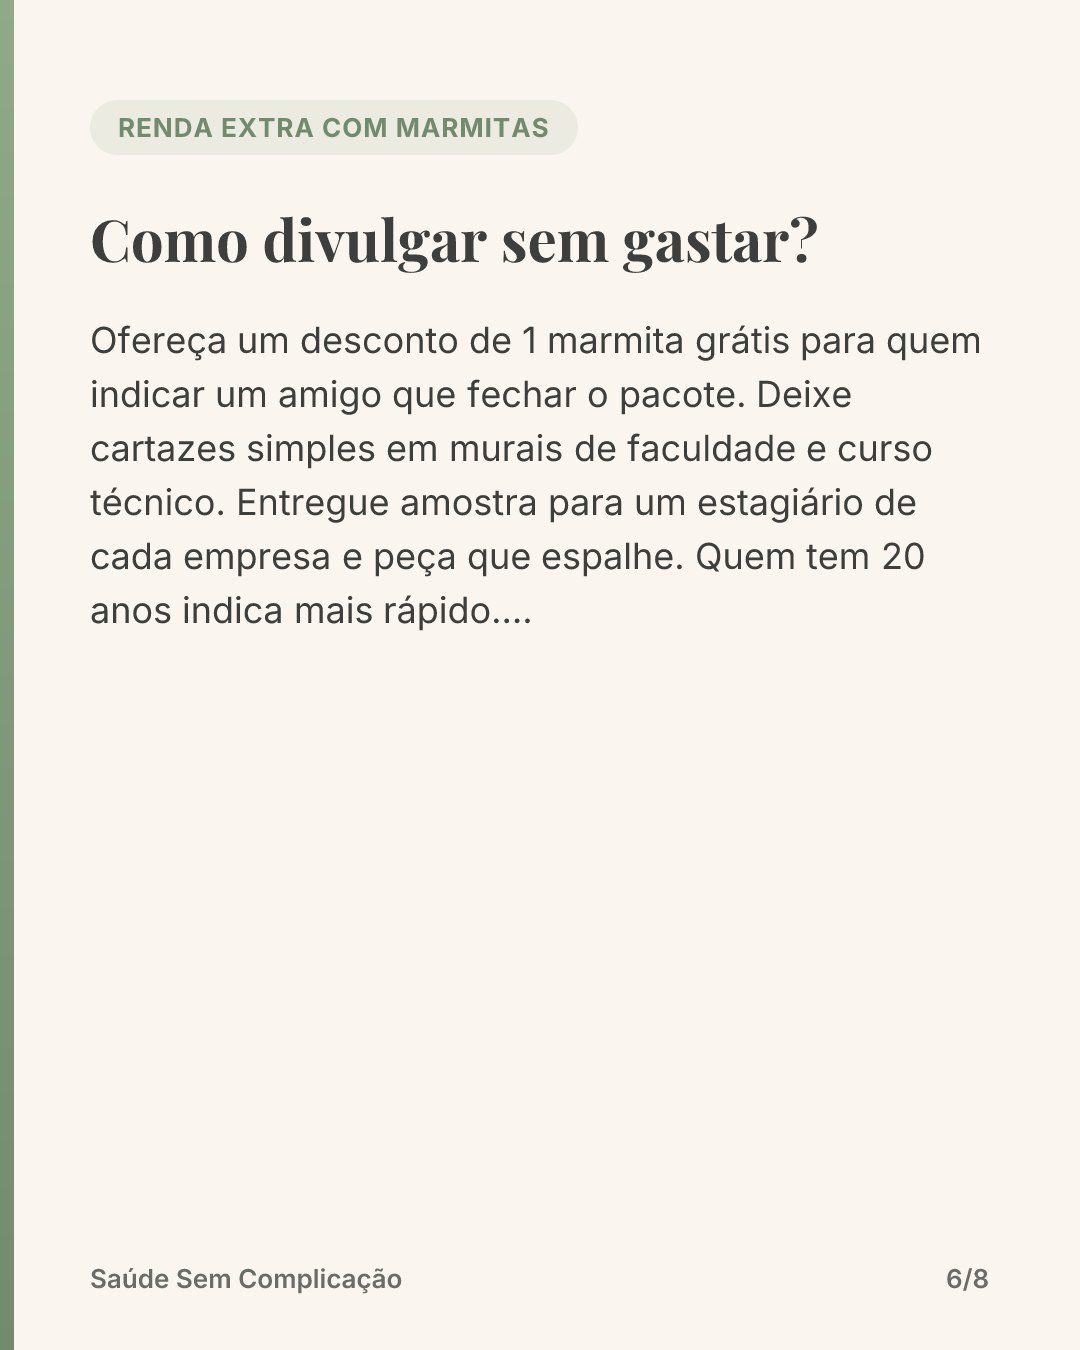 RENDA EXTRA COM MARMITAS
Como divulgar sem gastar?
Ofereça um desconto de 1 marmita grátis para quem
indicar um amigo que fechar o pacote. Deixe
cartazes simples em murais de faculdade e curso
técnico. Entregue amostra para um estagiário de
cada empresa e peça que espalhe. Quem tem 20
anos indica mais rápido....
Saúde Sem Complicação
6/8